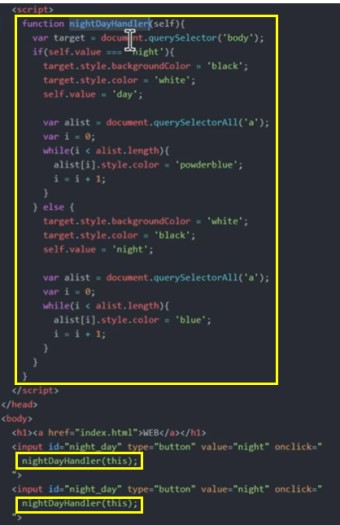 <script>
function nightDayHandler(self){
var target = document.querySelector('body');
if(self.value === 'night'){
target.style.backgroundColor = 'black';
target.style.color = 'white';
self.value = 'day';
var alist = document.querySelectorAll('a');
var i = 0;
while(i < alist.length){
alist[i].style.color = 'powderblue';
i = i + 1;
}
} else {
target.style.backgroundColor = 'white';
target.style.color = 'black';
self.value = 'night';
var alist = document.querySelectorAll('a');
var i = 0;
while(i < alist.length){
alist[i].style.color = 'blue';
i = i + 1;
}
}
}
</script>
</head>
<body>
<h1><a href="index.html">WEB</a></h1>
<input id="night_day" type="button" value="night" onclick="
nightDayHandler(this);
">
<input id="night_day" type="button" value="night" onclick="
nightDayHandler(this);
">